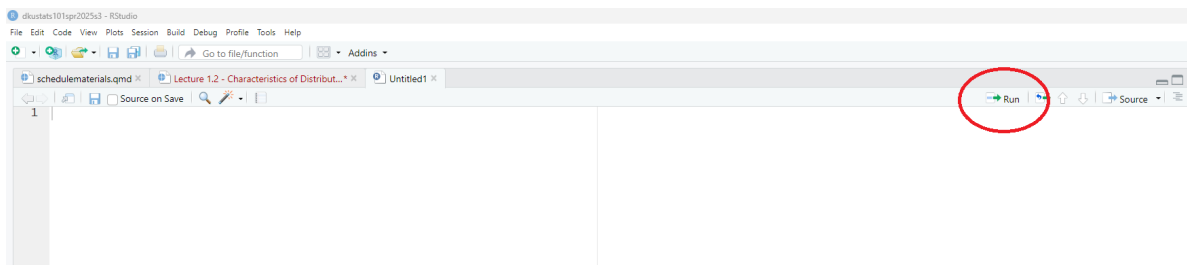 dkustats101spr2025s3 - RStudio
File Edit Code View Plots Session Build Debug Profile Tools Help
Go to file/function Addins
schedulematerials.qmd Lecture 1.2 - Characteristics of Distribut...* Untitled1
Source on Save Run Source
1